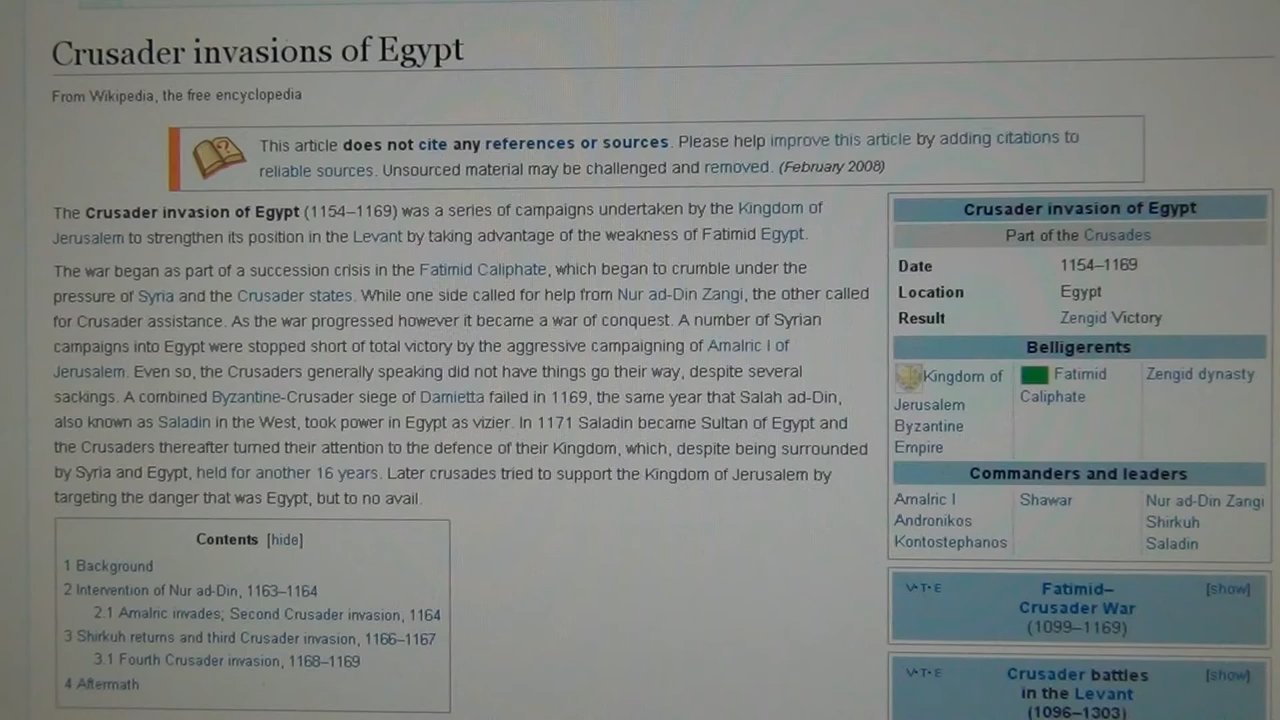 Crusader invasions of Egypt
From Wikipedia, the free encyclopedia
This article does not cite any references or sources. Please help improve this article by adding citations to
reliable sources. Unsourced material may be challenged and removed. (February 2008)
The Crusader invasion of Egypt (1154–1169) was a series of campaigns undertaken by the Kingdom of
Jerusalem to strengthen its position in the Levant by taking advantage of the weakness of Fatimid Egypt.
The war began as part of a succession crisis in the Fatimid Caliphate, which began to crumble under the
pressure of Syria and the Crusader states. While one side called for help from Nur ad-Din Zangi, the other called
for Crusader assistance. As the war progressed however it became a war of conquest. A number of Syrian
campaigns into Egypt were stopped short of total victory by the aggressive campaigning of Amalric I of
Jerusalem. Even so, the Crusaders generally speaking did not have things go their way, despite several
sackings. A combined Byzantine-Crusader siege of Damietta failed in 1169, the same year that Salah ad-Din,
also known as Saladin in the West, took power in Egypt as vizier. In 1171 Saladin became Sultan of Egypt and
the Crusaders thereafter turned their attention to the defence of their Kingdom, which, despite being surrounded
by Syria and Egypt, held for another 16 years. Later crusades tried to support the Kingdom of Jerusalem by
targeting the danger that was Egypt, but to no avail.
Contents [hide]
1 Background
2 Intervention of Nur ad-Din, 1163–1164
2.1 Amalric invades; Second Crusader invasion, 1164
3 Shirkuh returns and third Crusader invasion, 1166–1167
3.1 Fourth Crusader invasion, 1168–1169
4 Aftermath
Crusader invasion of Egypt
Part of the Crusades
Date 1154–1169
Location Egypt
Result Zengid Victory
Belligerents
Kingdom of
Jerusalem
Byzantine
Empire
Fatimid
Caliphate
Zengid dynasty
Commanders and leaders
Amalric I
Andronikos
Kontostephanos
Shawar
Nur ad-Din Zangi
Shirkuh
Saladin
V·T·E Fatimid– [show]
Crusader War
(1099–1169)
V·T·E Crusader battles [show]
in the Levant
(1096–1303)